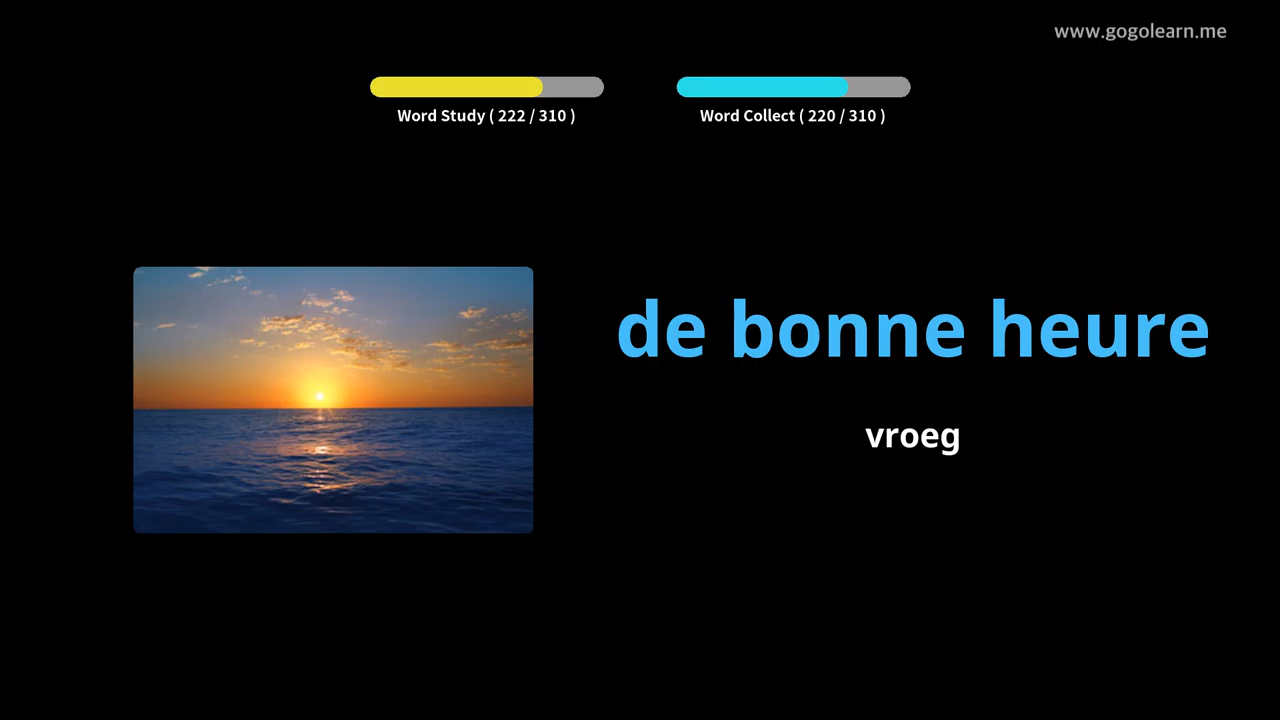 www.gogolearn.me
Word Study ( 222 / 310 )
Word Collect ( 220 / 310 )
de bonne heure
vroeg